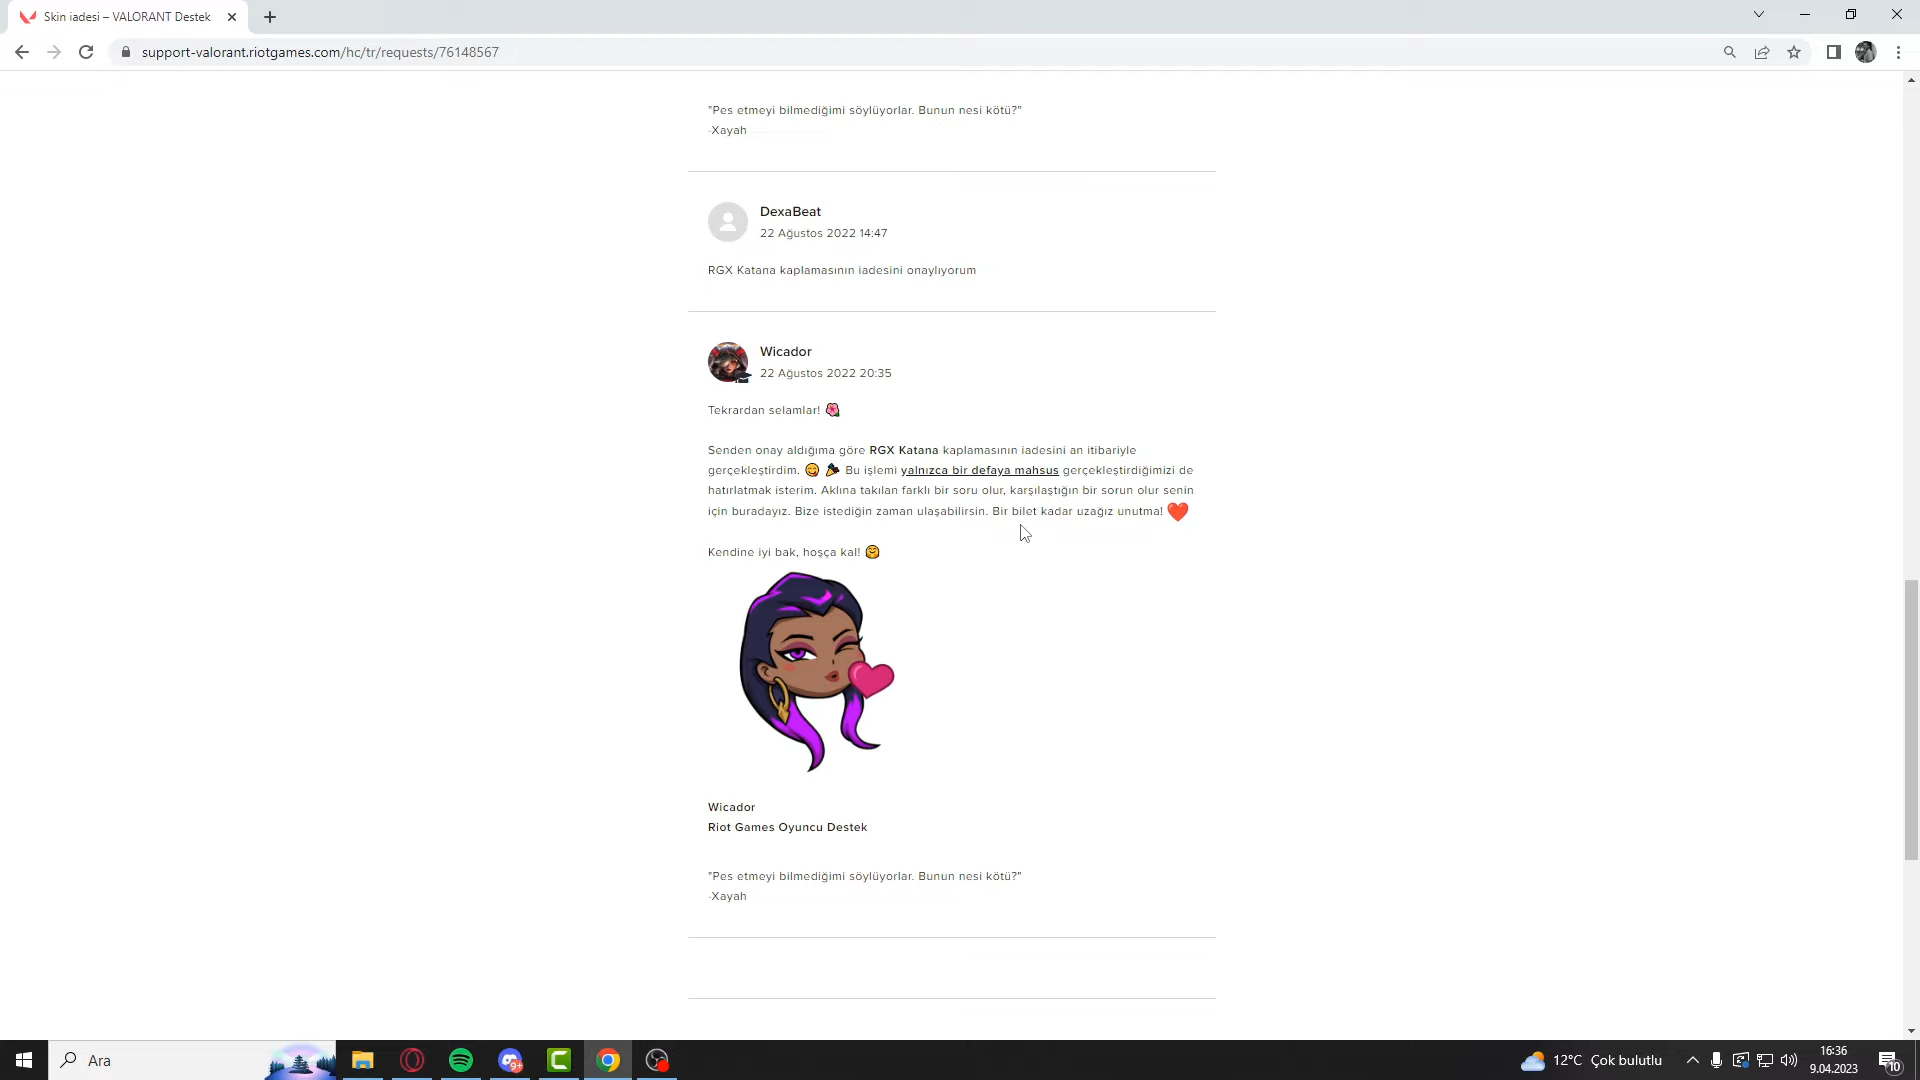 Skin iadesi – VALORANT Destek
support-valorant.riotgames.com/hc/tr/requests/76148567
"Pes etmeyi bilmediğimi söylüyorlar. Bunun nesi kötü?"
-Xayah
DexaBeat
22 Ağustos 2022 14:47
RGX Katana kaplamasının iadesini onaylıyorum
Wicador
22 Ağustos 2022 20:35
Tekrardan selamlar! 🌺
Senden onay aldığıma göre RGX Katana kaplamasının iadesini an itibariyle
gerçekleştirdim. 😋 🎉 Bu işlemi yalnızca bir defaya mahsus gerçekleştirdiğimizi de
hatırlatmak isterim. Aklına takılan farklı bir soru olur, karşılaştığın bir sorun olur senin
için buradayız. Bize istediğin zaman ulaşabilirsin. Bir bilet kadar uzağız unutma! ❤️
Kendine iyi bak, hoşça kal! 🤗
Wicador
Riot Games Oyuncu Destek
"Pes etmeyi bilmediğimi söylüyorlar. Bunun nesi kötü?"
-Xayah
Ara
9+
12°C Çok bulutlu
16:36
9.04.2023
10